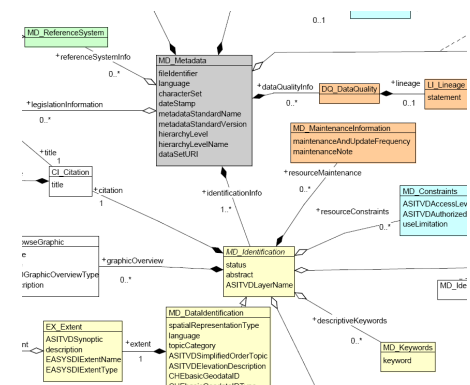 0..1
MD_ReferenceSystem
+referenceSystemInfo
0..*
MD_Metadata
fileIdentifier
language
characterSet
dateStamp
metadataStandardName
metadataStandardVersion
hierarchyLevel
hierarchyLevelName
dataSetURI
+dataQualityInfo
0..*
DQ_DataQuality
+lineage
0..1
LI_Lineage
statement
+legislationInformation
0..*
MD_MaintenanceInformation
maintenanceAndUpdateFrequency
maintenanceNote
+title
1
CI_Citation
title
+citation
1
+identificationInfo
1..*
+resourceMaintenance
0..*
MD_Constraints
ASITVDAccessLev
ASITVDAuthorized
useLimitation
+resourceConstraints
0..*
owseGraphic
e
GraphicOverviewType
ription
+graphicOverview
0..*
MD_Identification
status
abstract
ASITVDLayerName
MD_Ide
+descriptiveKeywords
0..*
MD_Keywords
keyword
EX_Extent
ASITVDSynoptic
description
EASYSDIExtentName
EASYSDIExtentType
nt
+extent
1
MD_DataIdentification
spatialRepresentationType
language
topicCategory
ASITVDSimplifiedOrderTopic
ASITVDElevationDescription
CHEbasicGeodataID
CHEbasicGeodataIDType